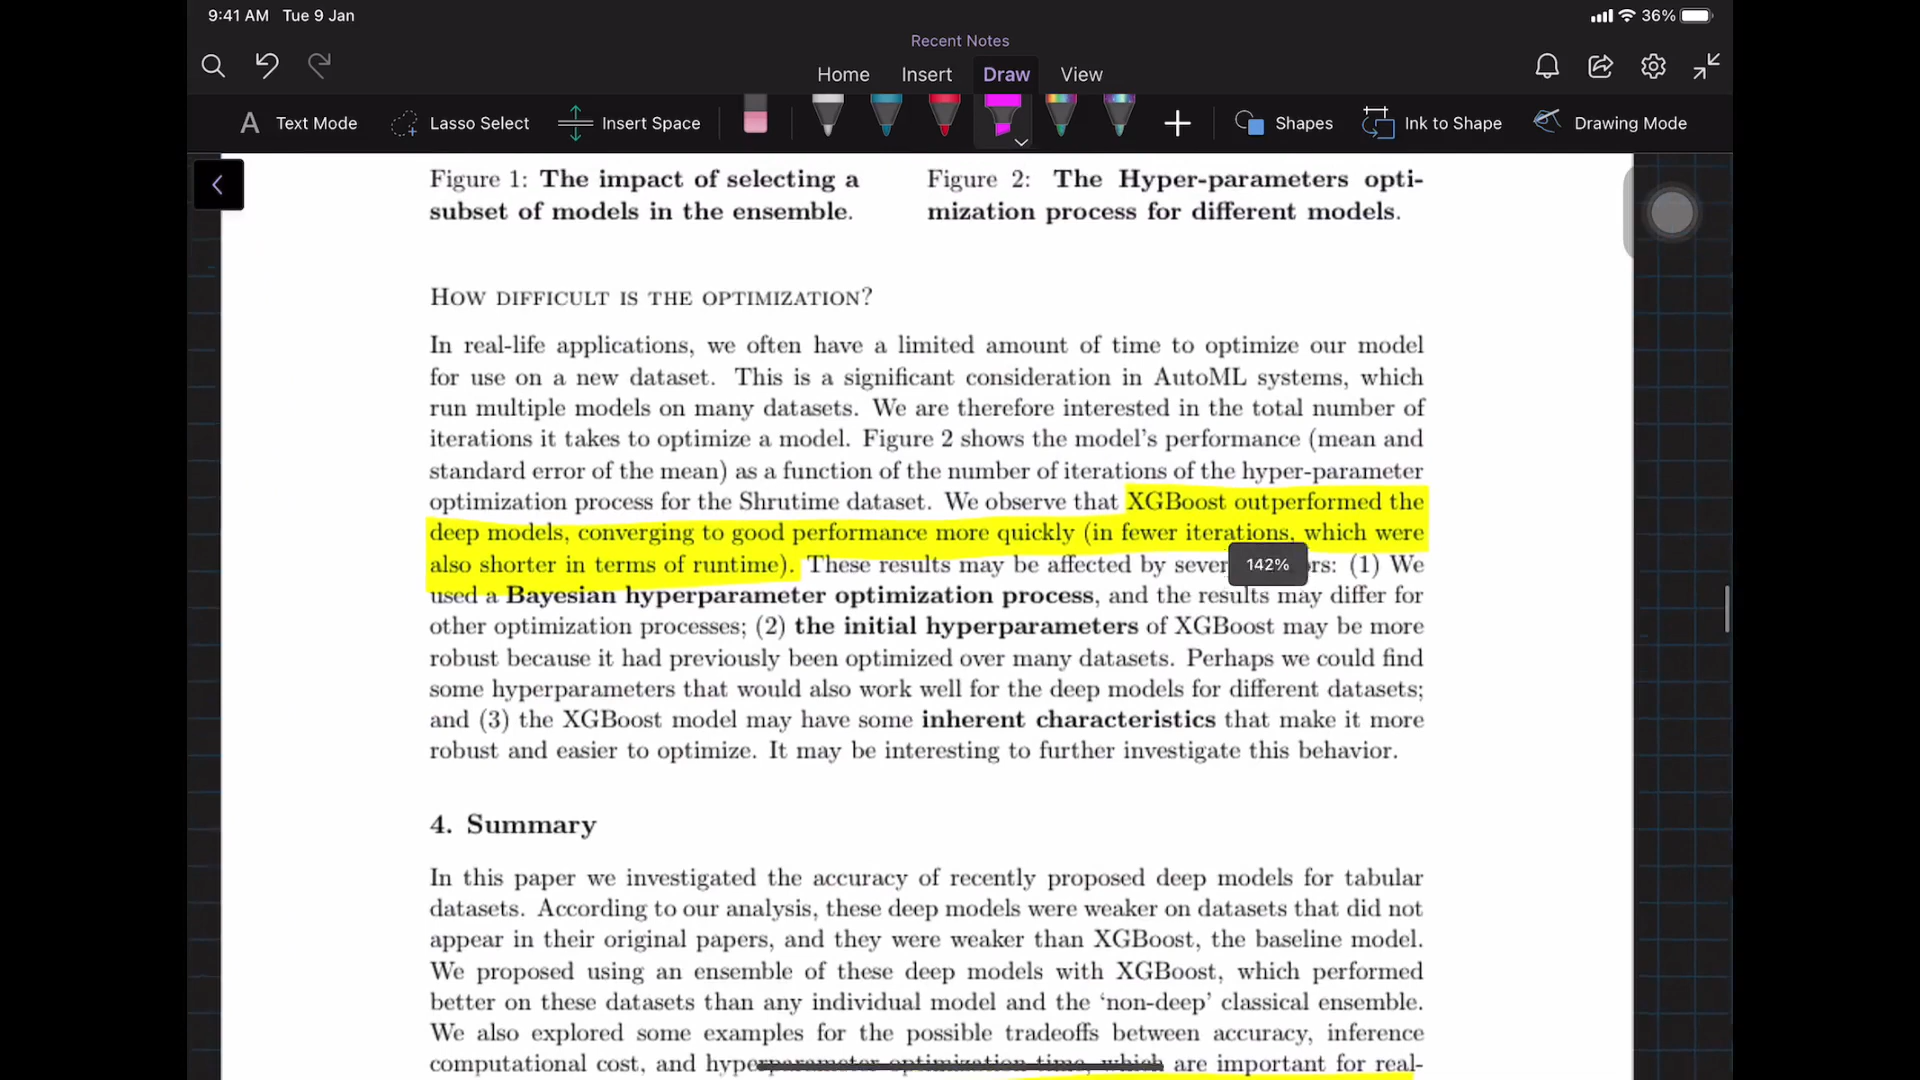 9:41 AM Tue 9 Jan
36%
Recent Notes
Home Insert Draw View
Text Mode Lasso Select Insert Space Shapes Ink to Shape Drawing Mode
Figure 1: The impact of selecting a
subset of models in the ensemble.
Figure 2: The Hyper-parameters opti-
mization process for different models.
How difficult is the optimization?
In real-life applications, we often have a limited amount of time to optimize our model
for use on a new dataset. This is a significant consideration in AutoML systems, which
run multiple models on many datasets. We are therefore interested in the total number of
iterations it takes to optimize a model. Figure 2 shows the model's performance (mean and
standard error of the mean) as a function of the number of iterations of the hyper-parameter
optimization process for the Shrutime dataset. We observe that XGBoost outperformed the
deep models, converging to good performance more quickly (in fewer iterations, which were
also shorter in terms of runtime). These results may be affected by sever 142% rs: (1) We
used a Bayesian hyperparameter optimization process, and the results may differ for
other optimization processes; (2) the initial hyperparameters of XGBoost may be more
robust because it had previously been optimized over many datasets. Perhaps we could find
some hyperparameters that would also work well for the deep models for different datasets;
and (3) the XGBoost model may have some inherent characteristics that make it more
robust and easier to optimize. It may be interesting to further investigate this behavior.
4. Summary
In this paper we investigated the accuracy of recently proposed deep models for tabular
datasets. According to our analysis, these deep models were weaker on datasets that did not
appear in their original papers, and they were weaker than XGBoost, the baseline model.
We proposed using an ensemble of these deep models with XGBoost, which performed
better on these datasets than any individual model and the 'non-deep' classical ensemble.
We also explored some examples for the possible tradeoffs between accuracy, inference
computational cost, and hyperparameter optimization time, which are important for real-